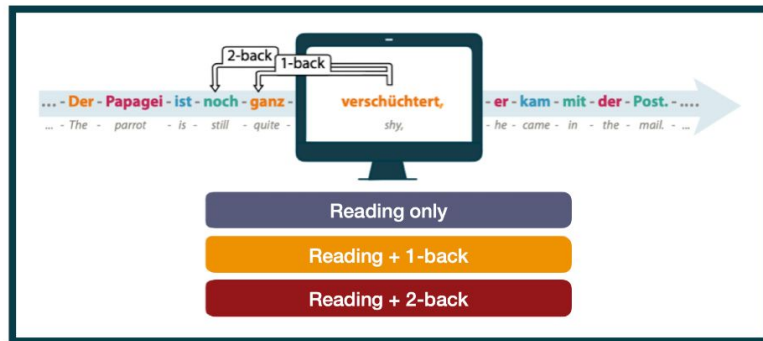 2-back
1-back
... - Der - Papagei - ist - noch - ganz - verschüchtert, - er - kam - mit - der - Post. - ....
... - The - parrot - is - still - quite - shy, - he - came - in - the - mail. - ...
Reading only
Reading + 1-back
Reading + 2-back